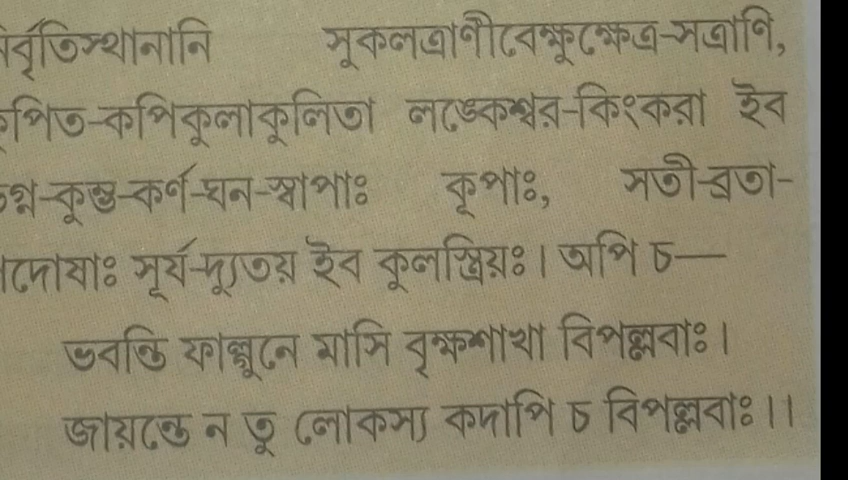 র্বৃতিস্থানানি সুকলত্রাণীবেক্ষুক্ষেত্র-সত্রাণি,
পিত-কপিকুলাকুলিতা লঙ্কেশ্বর-কিংকরা ইব
গ্ন-কুম্ভ-কর্ণ-ঘন-স্বাপাঃ কূপাঃ, সতী-ব্রতা-
দোষাঃ সূর্য-দ্যুতয় ইব কুলস্ত্রিয়ঃ। অপি চ—
ভবন্তি ফাল্গুনে মাসি বৃক্ষশাখা বিপল্লবাঃ।
জায়ন্তে ন তু লোকস্য কদাপি চ বিপল্লবাঃ।।